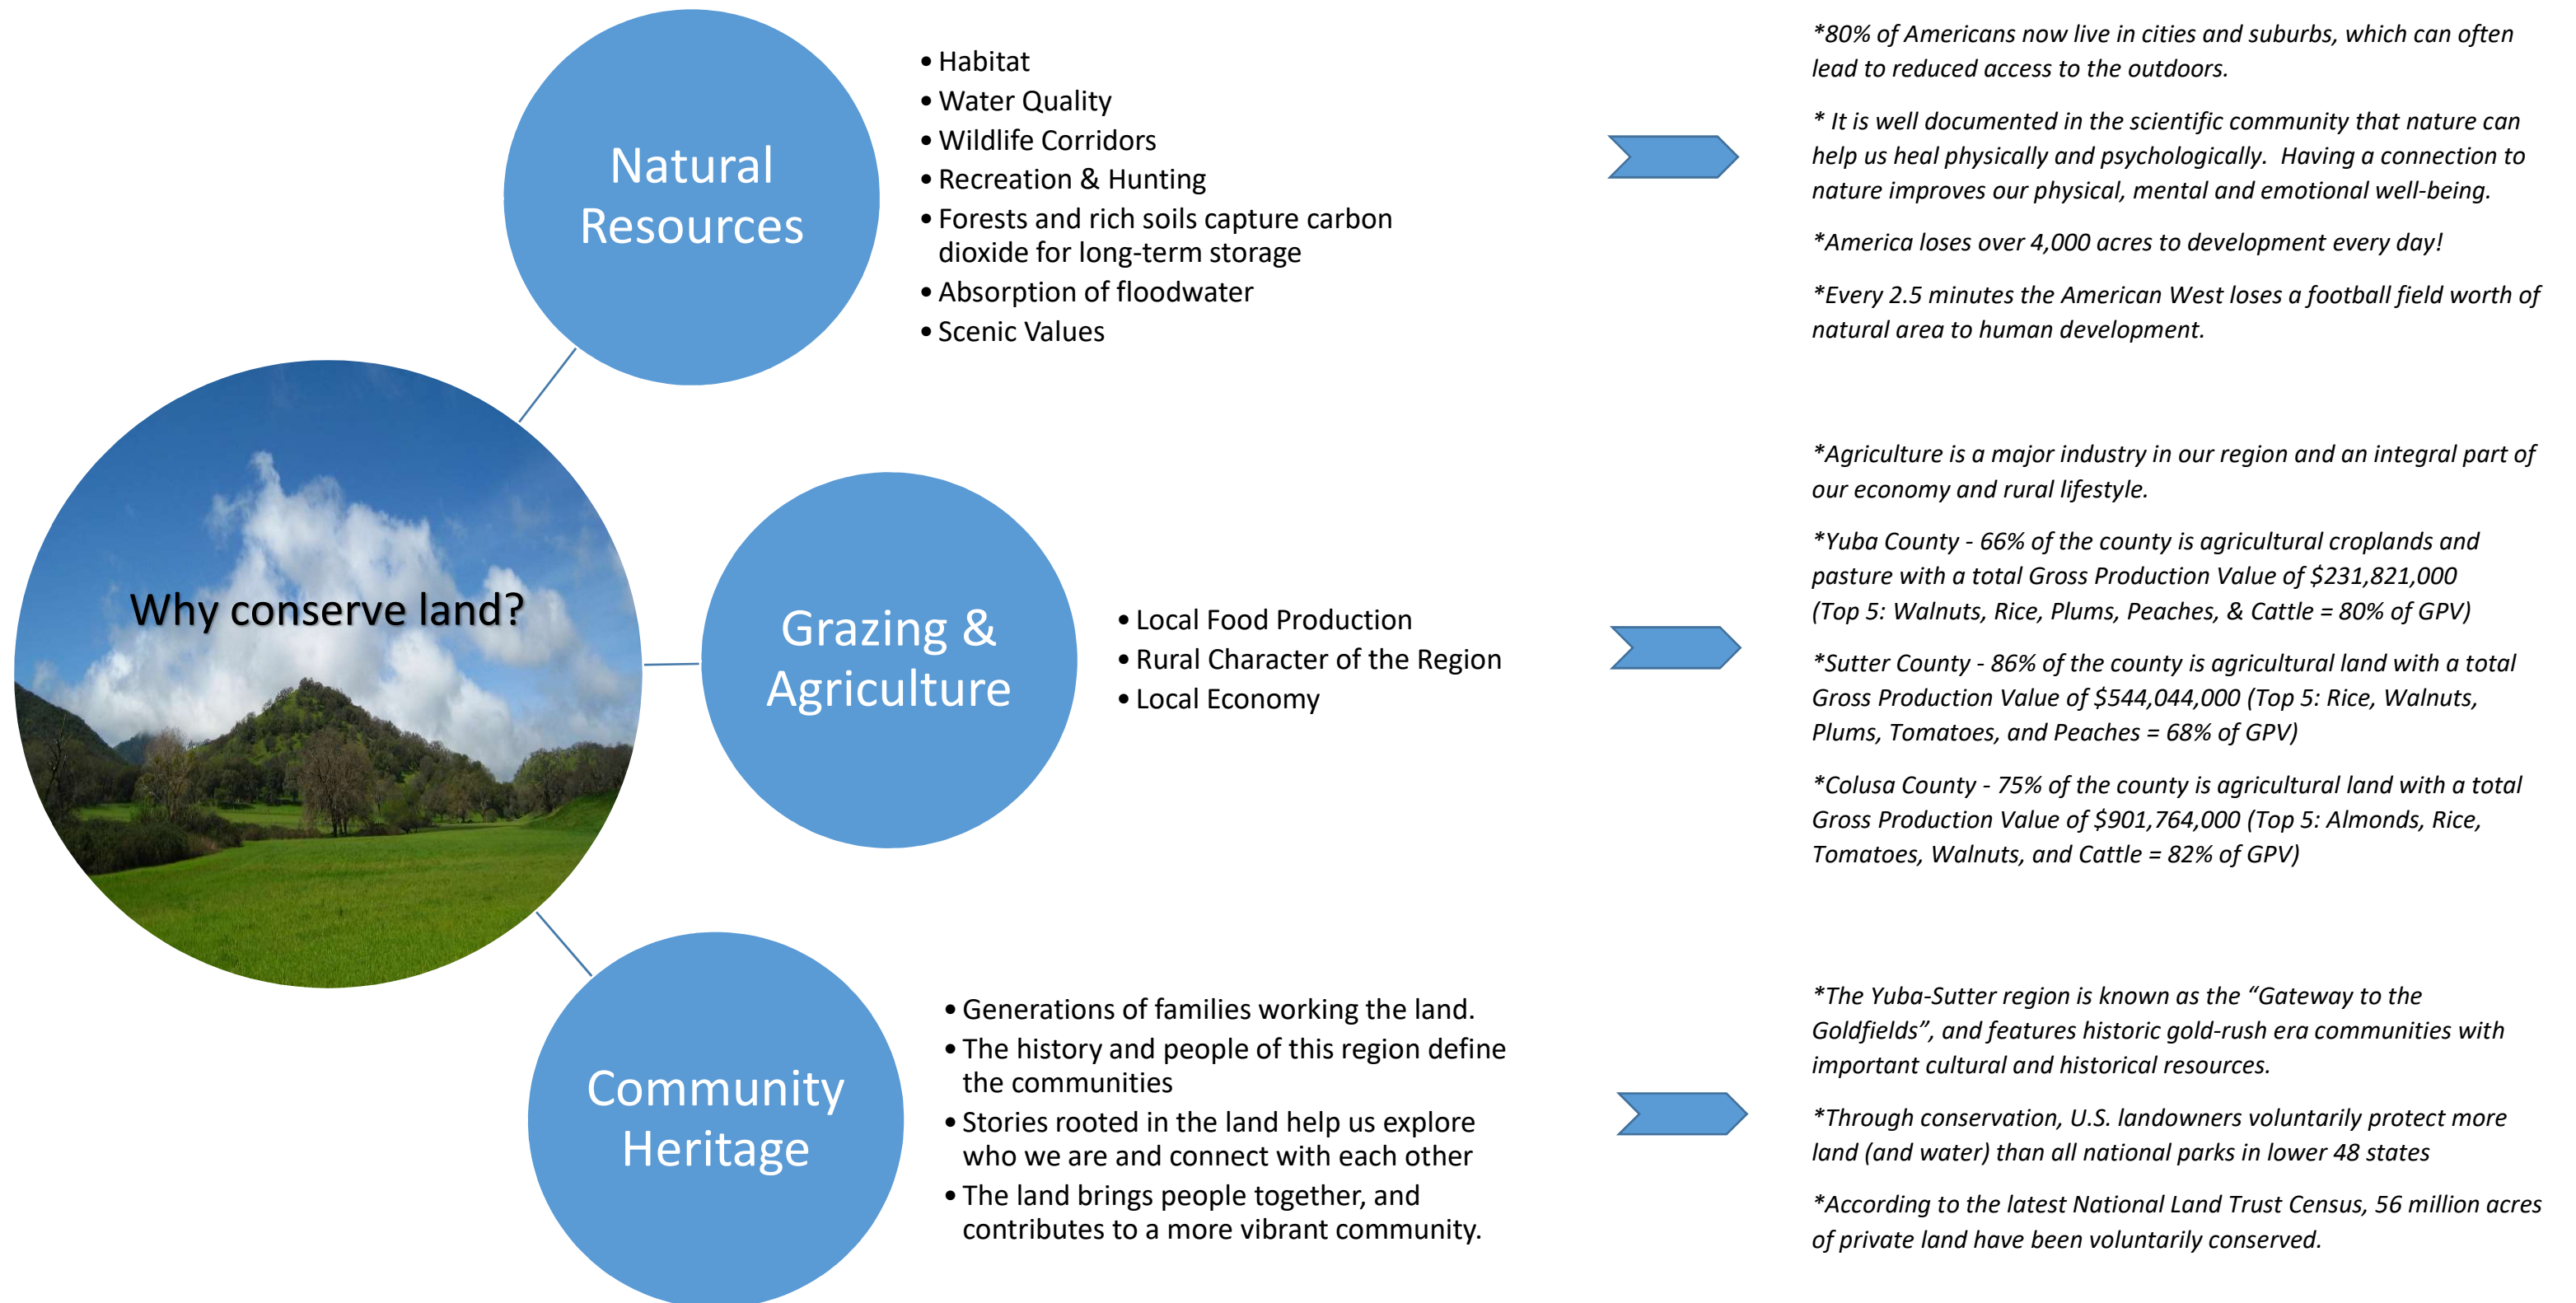 Why conserve land?
Natural
Resources
• Habitat
• Water Quality
• Wildlife Corridors
• Recreation & Hunting
• Forests and rich soils capture carbon
dioxide for long-term storage
• Absorption of floodwater
• Scenic Values
*80% of Americans now live in cities and suburbs, which can often
lead to reduced access to the outdoors.
* It is well documented in the scientific community that nature can
help us heal physically and psychologically.  Having a connection to
nature improves our physical, mental and emotional well-being.
*America loses over 4,000 acres to development every day!
*Every 2.5 minutes the American West loses a football field worth of
natural area to human development.
Grazing &
Agriculture
• Local Food Production
• Rural Character of the Region
• Local Economy
*Agriculture is a major industry in our region and an integral part of
our economy and rural lifestyle.
*Yuba County - 66% of the county is agricultural croplands and
pasture with a total Gross Production Value of $231,821,000
(Top 5: Walnuts, Rice, Plums, Peaches, & Cattle = 80% of GPV)
*Sutter County - 86% of the county is agricultural land with a total
Gross Production Value of $544,044,000 (Top 5: Rice, Walnuts,
Plums, Tomatoes, and Peaches = 68% of GPV)
*Colusa County - 75% of the county is agricultural land with a total
Gross Production Value of $901,764,000 (Top 5: Almonds, Rice,
Tomatoes, Walnuts, and Cattle = 82% of GPV)
Community
Heritage
• Generations of families working the land.
• The history and people of this region define
the communities
• Stories rooted in the land help us explore
who we are and connect with each other
• The land brings people together, and
contributes to a more vibrant community.
*The Yuba-Sutter region is known as the “Gateway to the
Goldfields”, and features historic gold-rush era communities with
important cultural and historical resources.
*Through conservation, U.S. landowners voluntarily protect more
land (and water) than all national parks in lower 48 states
*According to the latest National Land Trust Census, 56 million acres
of private land have been voluntarily conserved.